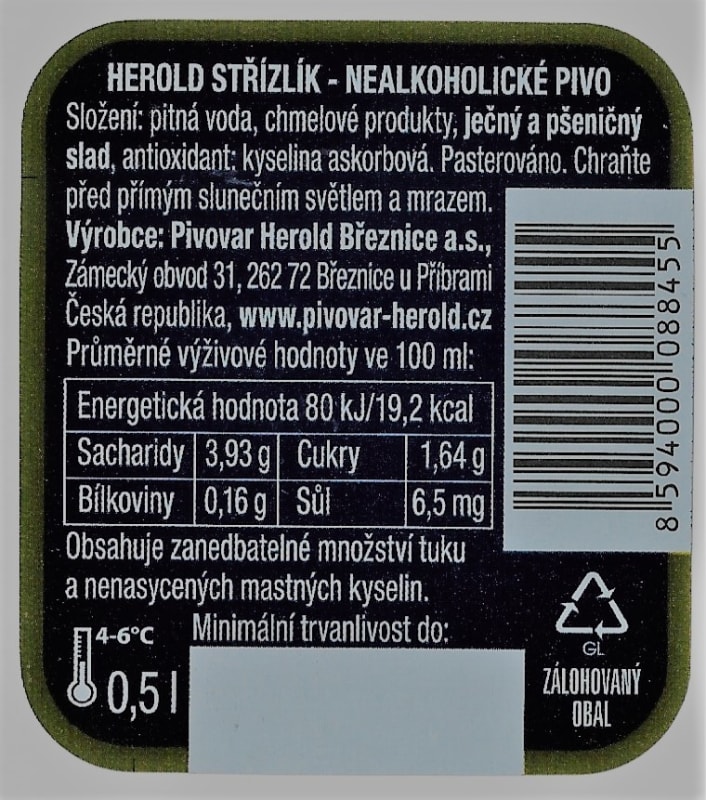 HEROLD STŘÍZLÍK - NEALKOHOLICKÉ PIVO
Složení: pitná voda, chmelové produkty, ječný a pšeničný
slad, antioxidant: kyselina askorbová. Pasterováno. Chraňte
před přímým slunečním světlem a mrazem.
Výrobce: Pivovar Herold Březnice a.s.,
Zámecký obvod 31, 262 72 Březnice u Příbrami
Česká republika, www.pivovar-herold.cz
Průměrné výživové hodnoty ve 100 ml:
Energetická hodnota 80 kJ/19,2 kcal
Sacharidy 3,93 g Cukry 1,64 g
Bílkoviny 0,16 g Sůl 6,5 mg
Obsahuje zanedbatelné množství tuku
a nenasycených mastných kyselin.
4-6°C
0,5 l
Minimální trvanlivost do:
8 594000 088455
GL
ZÁLOHOVANÝ
OBAL